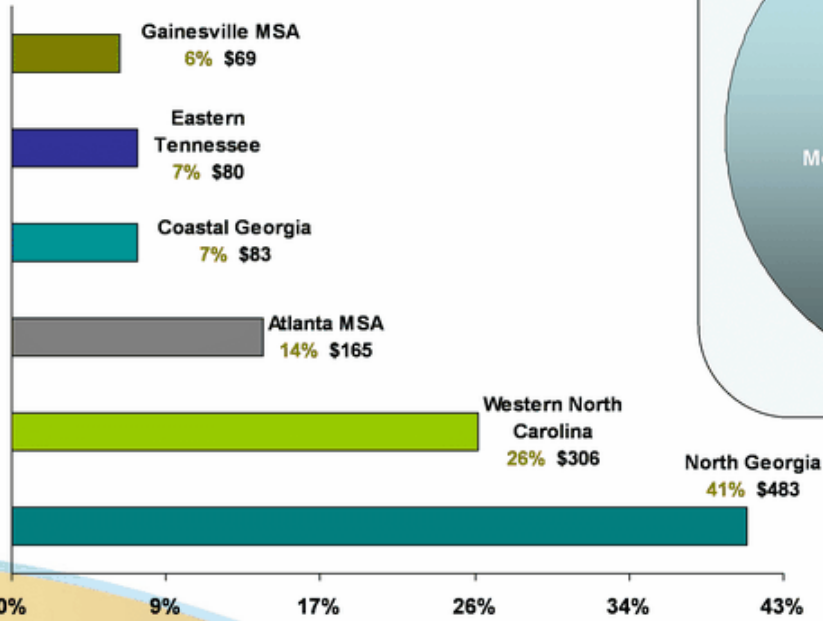 Gainesville MSA
6% $69
Eastern
Tennessee
7% $80
Coastal Georgia
7% $83
Atlanta MSA
14% $165
Western North
Carolina
26% $306
North Georgia
41% $483
0% 9% 17% 26% 34% 43%